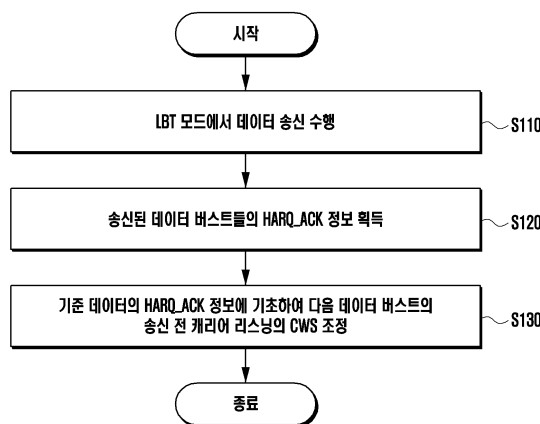 시작
LBT 모드에서 데이터 송신 수행
S110
송신된 데이터 버스트들의 HARQ_ACK 정보 획득
S120
기준 데이터의 HARQ_ACK 정보에 기초하여 다음 데이터 버스트의
송신 전 캐리어 리스닝의 CWS 조정
S130
종료